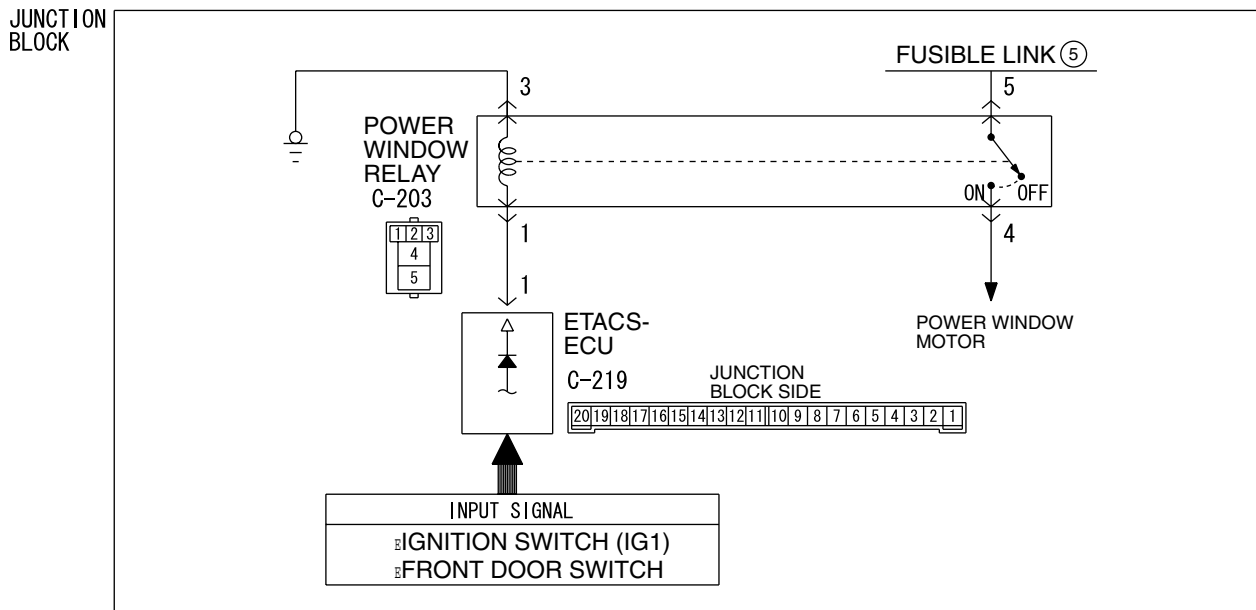 JUNCTION
BLOCK
FUSIBLE LINK ⑤
3
5
POWER
WINDOW
RELAY
C-203
ON
OFF
1 2 3
4
5
1
4
1
ETACS-
ECU
C-219
POWER WINDOW
MOTOR
JUNCTION
BLOCK SIDE
20 19 18 17 16 15 14 13 12 11 10 9 8 7 6 5 4 3 2 1
INPUT SIGNAL
EIGNITION SWITCH (IG1)
EFRONT DOOR SWITCH